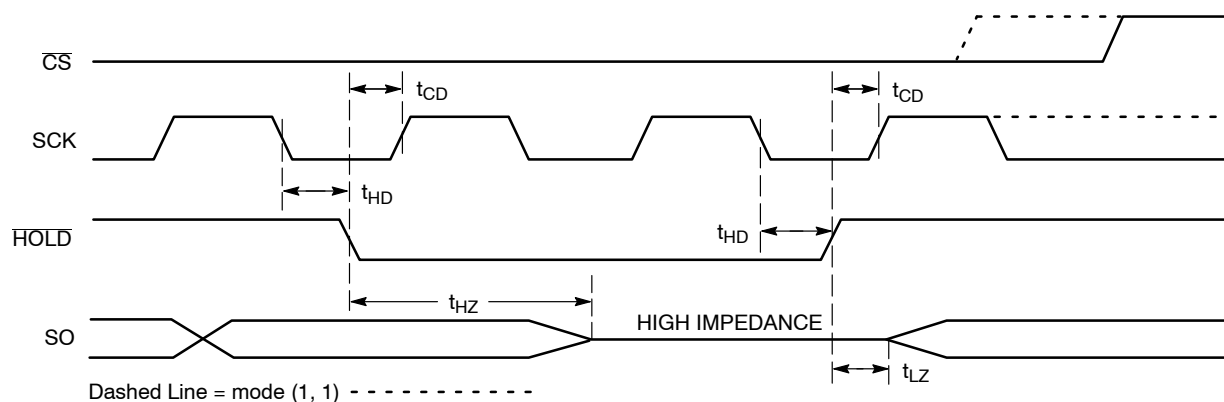 CS
t_CD
t_CD
SCK
t_HD
HOLD
t_HD
t_HZ
HIGH IMPEDANCE
SO
t_LZ
Dashed Line = mode (1, 1)